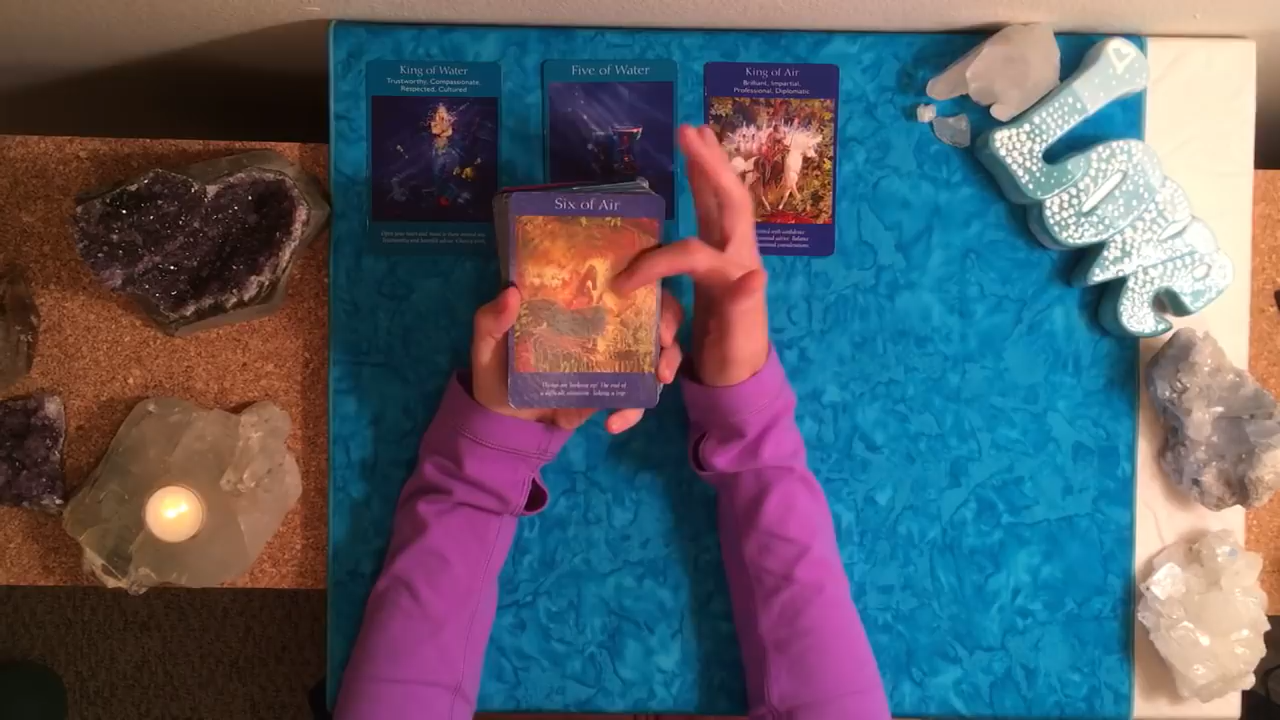 King of Water
Trustworthy, Compassionate,
Respected, Cultured
Five of Water
King of Air
Brilliant, Impartial,
Professional, Diplomatic
Six of Air
Things are looking up! The end of
a difficult situation. Taking a trip
LOVE